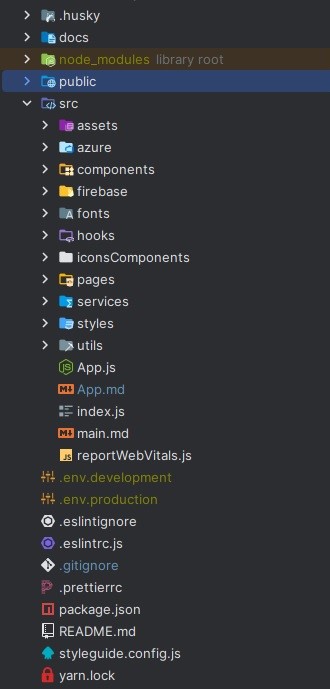 .husky
docs
node_modules library root
public
src
assets
azure
components
firebase
fonts
hooks
iconsComponents
pages
services
styles
utils
App.js
App.md
index.js
main.md
reportWebVitals.js
.env.development
.env.production
.eslintignore
.eslintrc.js
.gitignore
.prettierrc
package.json
README.md
styleguide.config.js
yarn.lock